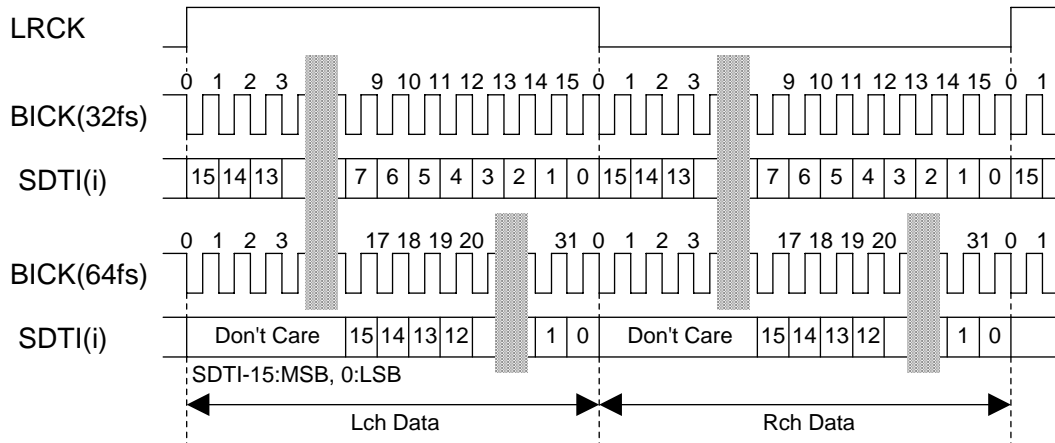 LRCK
0 1 2 3 9 10 11 12 13 14 15 0 1 2 3 9 10 11 12 13 14 15 0 1
BICK(32fs)
SDTI(i) 15 14 13 7 6 5 4 3 2 1 0 15 14 13 7 6 5 4 3 2 1 0 15
0 1 2 3 17 18 19 20 31 0 1 2 3 17 18 19 20 31 0 1
BICK(64fs)
SDTI(i) Don't Care 15 14 13 12 1 0 Don't Care 15 14 13 12 1 0
SDTI-15:MSB, 0:LSB
Lch Data Rch Data